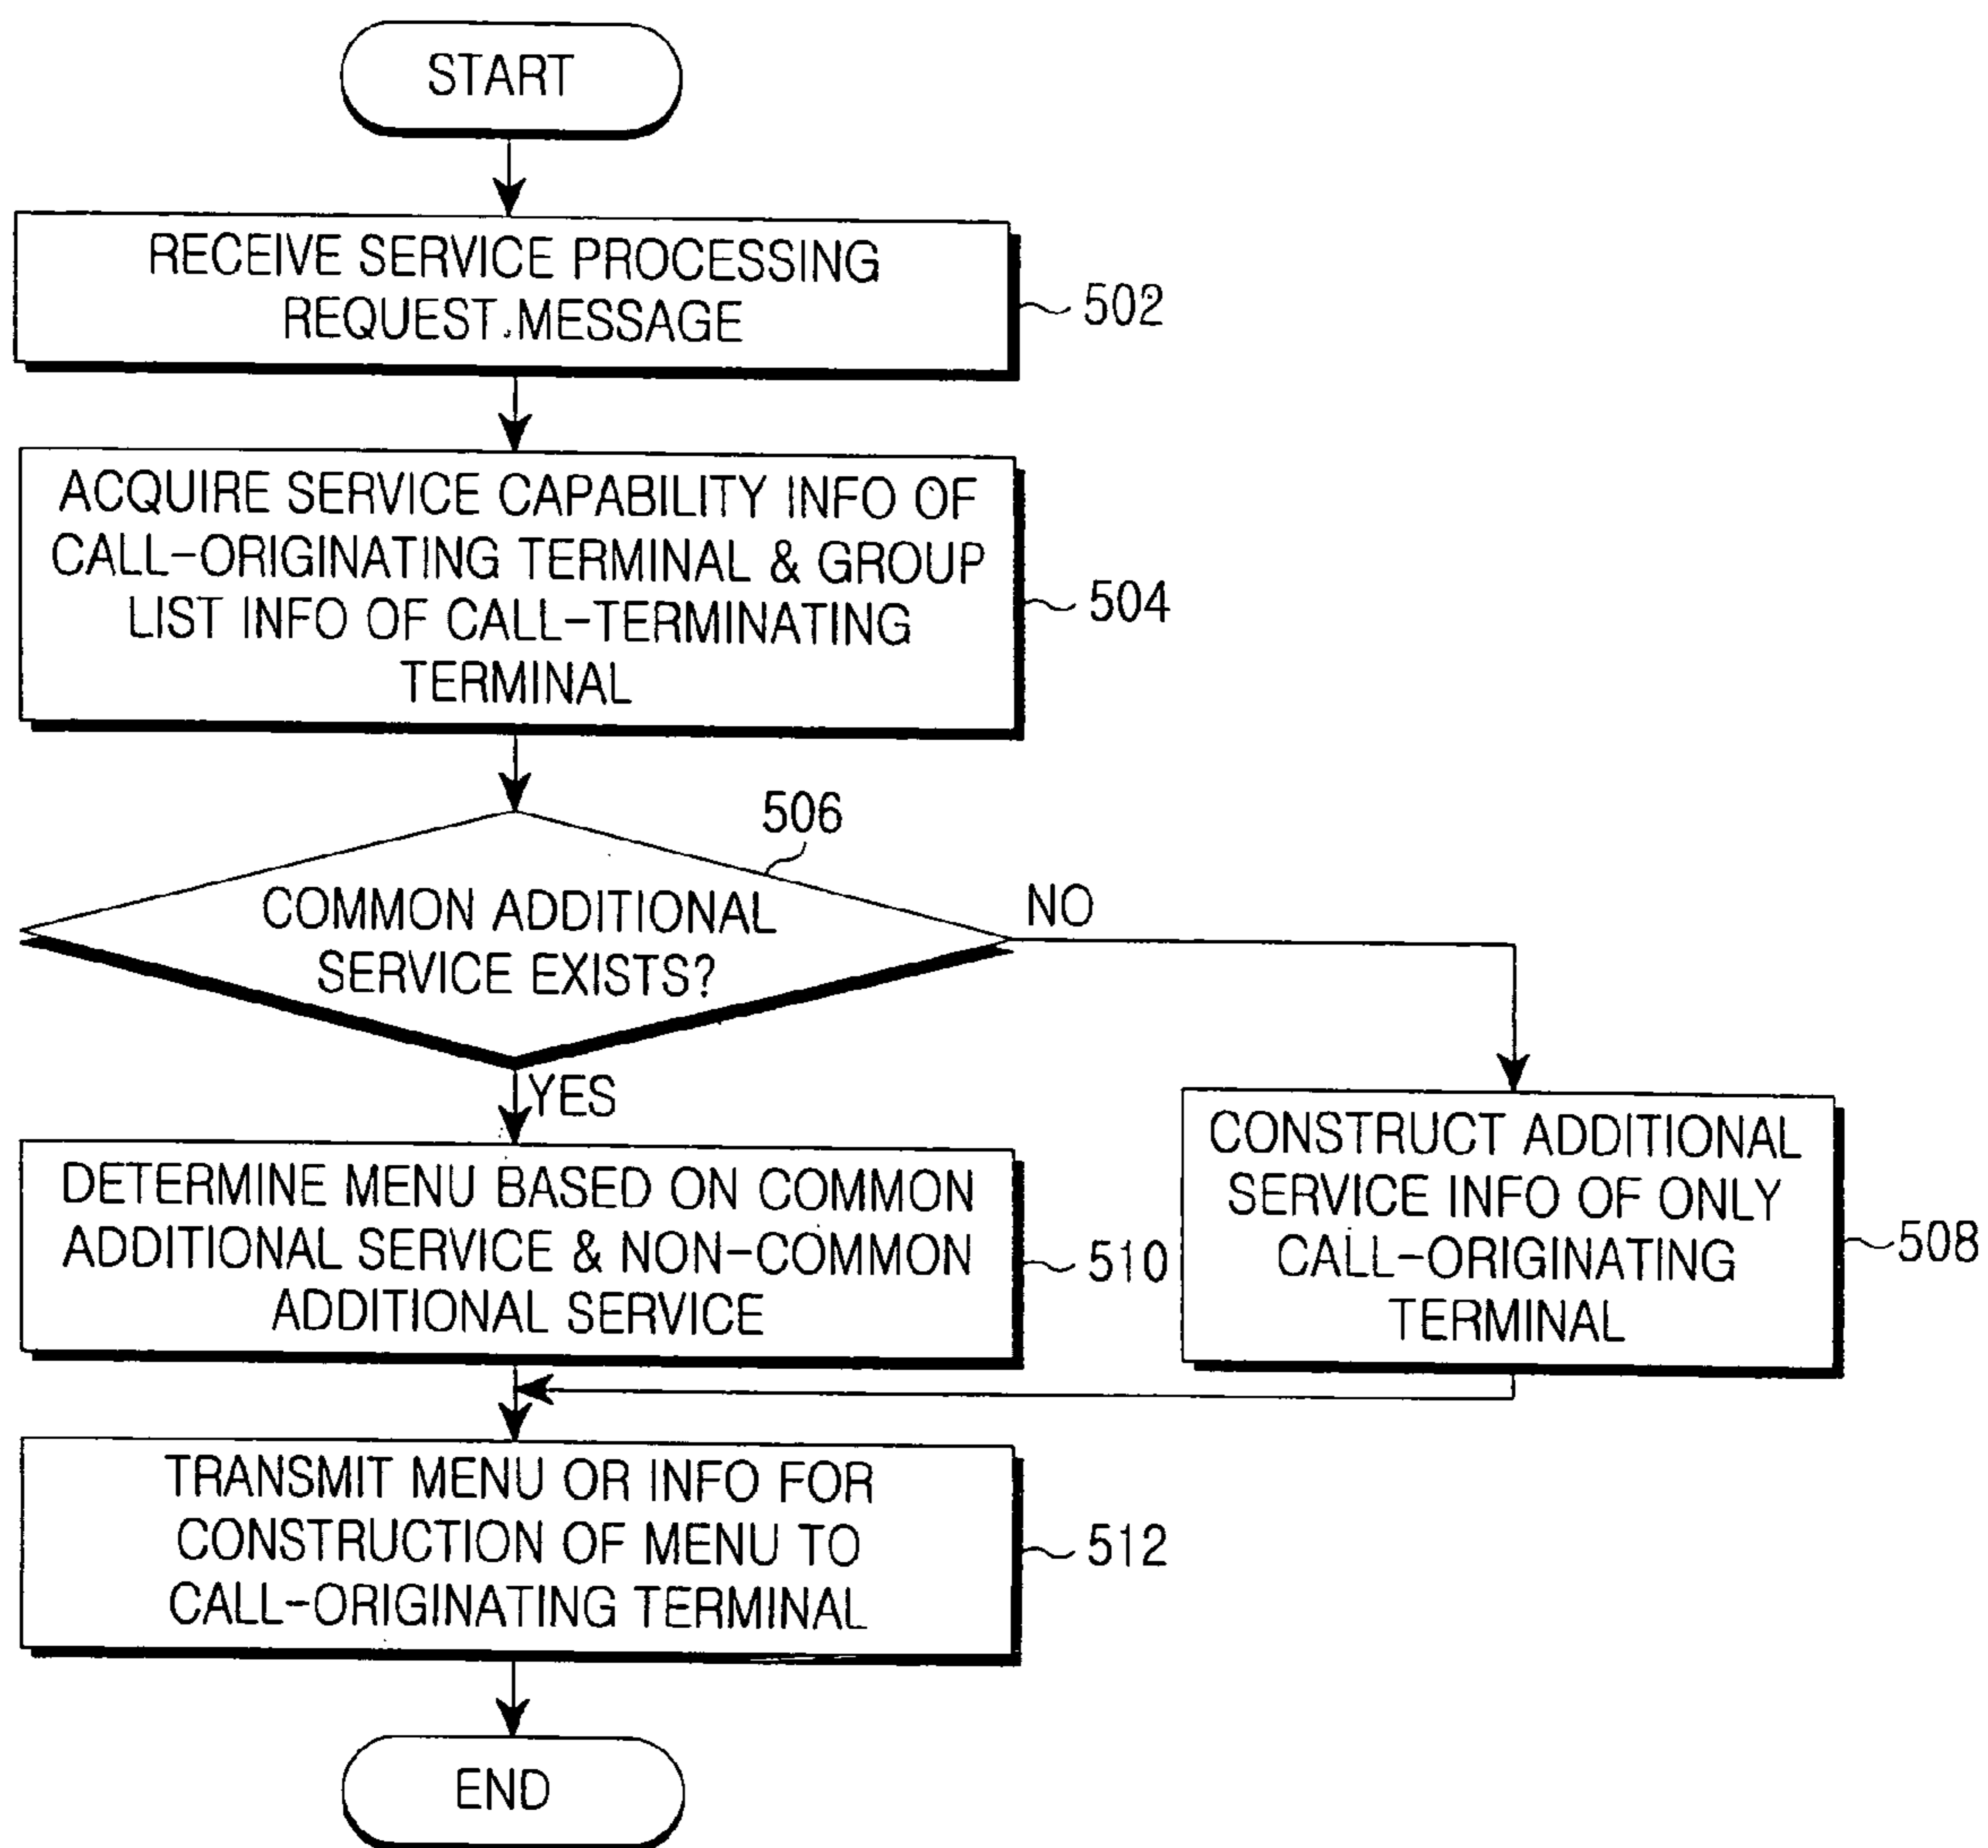 START
RECEIVE SERVICE PROCESSING
REQUEST MESSAGE
502
ACQUIRE SERVICE CAPABILITY INFO OF
CALL-ORIGINATING TERMINAL & GROUP
LIST INFO OF CALL-TERMINATING
TERMINAL
504
506
COMMON ADDITIONAL
SERVICE EXISTS?
NO
YES
DETERMINE MENU BASED ON COMMON
ADDITIONAL SERVICE & NON-COMMON
ADDITIONAL SERVICE
510
CONSTRUCT ADDITIONAL
SERVICE INFO OF ONLY
CALL-ORIGINATING
TERMINAL
508
TRANSMIT MENU OR INFO FOR
CONSTRUCTION OF MENU TO
CALL-ORIGINATING TERMINAL
512
END